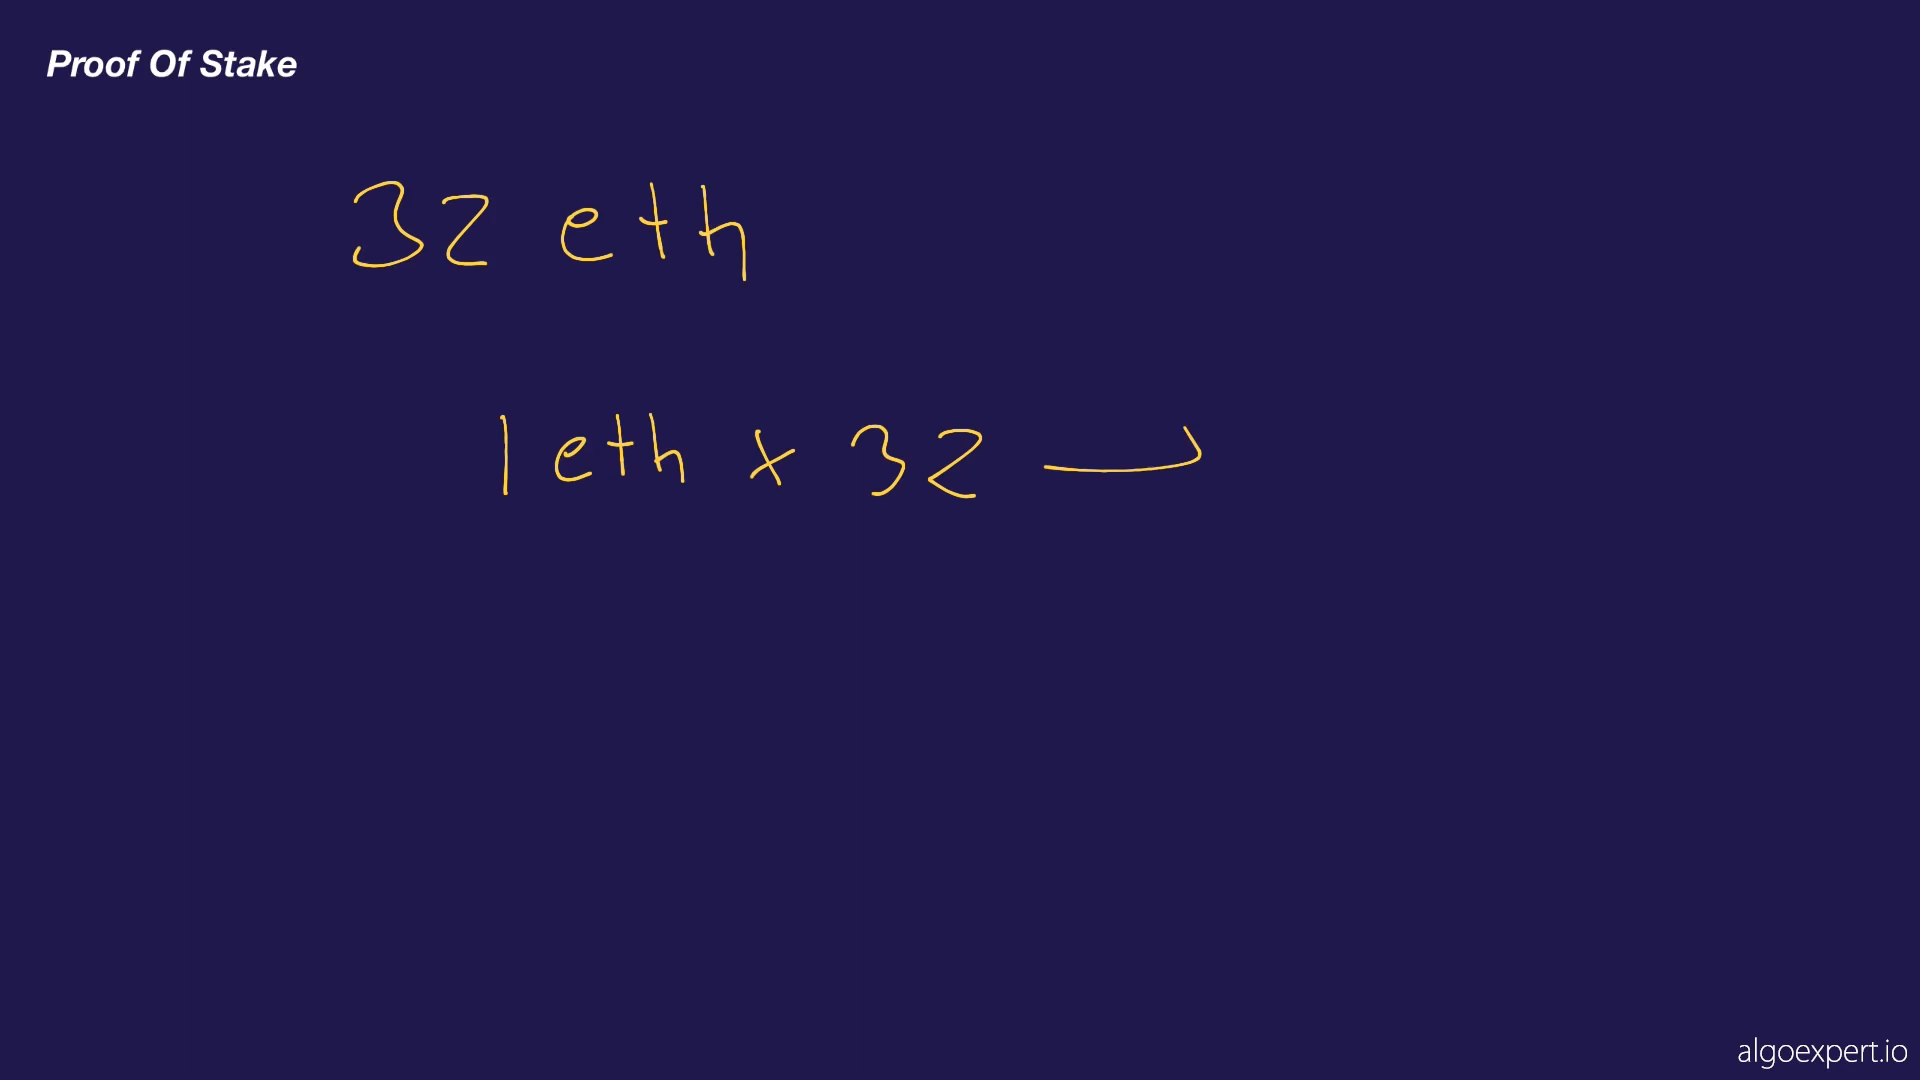 Proof Of Stake
32 eth
1 eth x 32
algoexpert.io